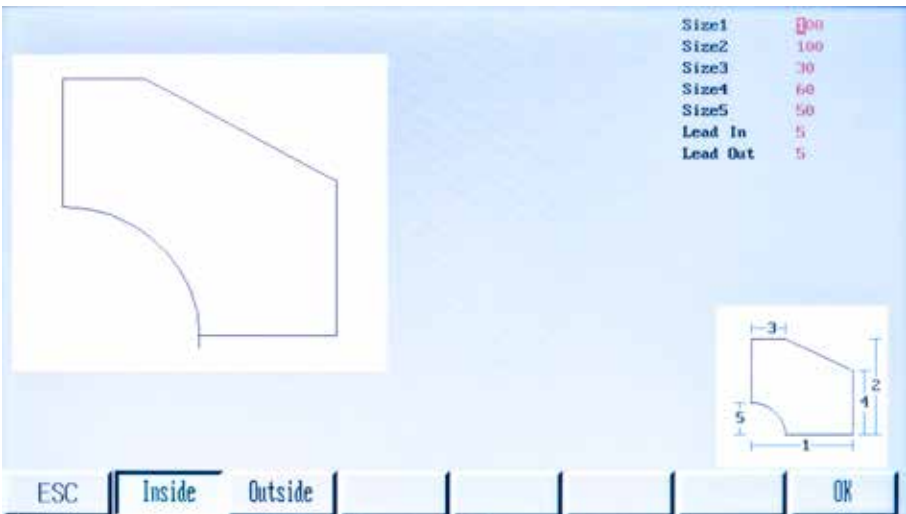 Size1 100
Size2 100
Size3 30
Size4 60
Size5 50
Lead In 5
Lead Out 5
3
2
4
5
1
ESC Inside Outside OK